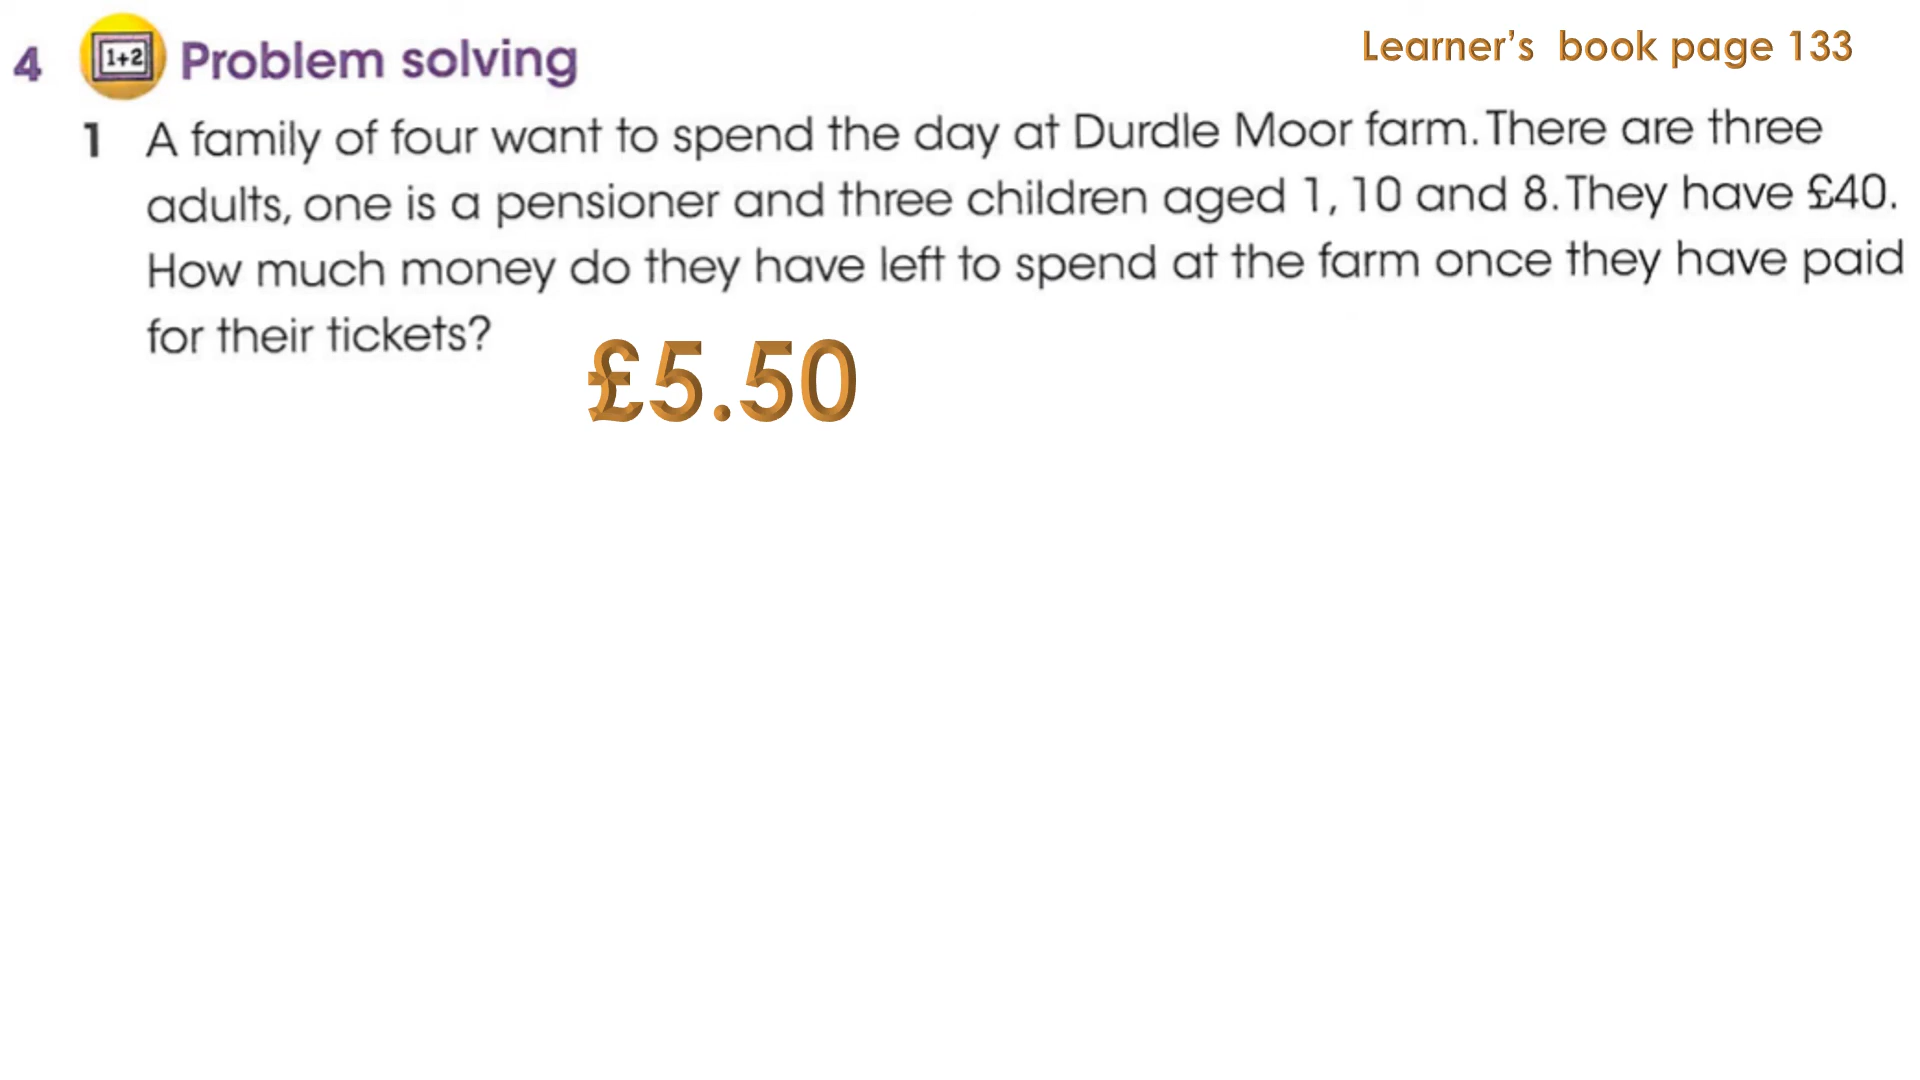 4 1+2 Problem solving
Learner's book page 133
1 A family of four want to spend the day at Durdle Moor farm. There are three
adults, one is a pensioner and three children aged 1, 10 and 8. They have £40.
How much money do they have left to spend at the farm once they have paid
for their tickets?
£5.50